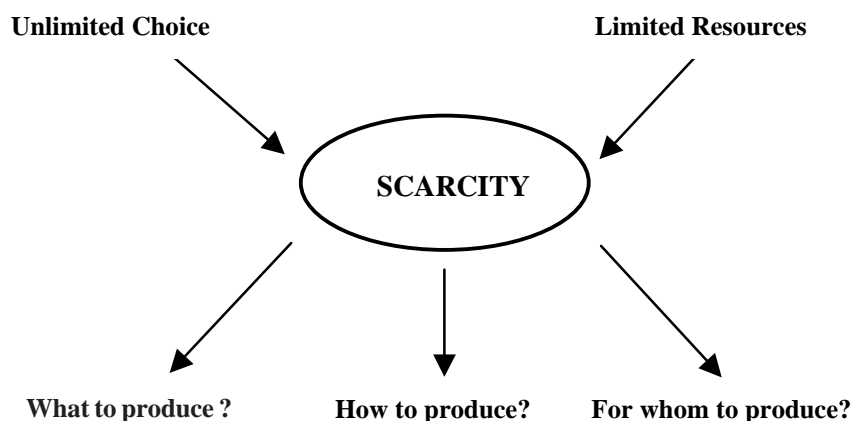 Unlimited Choice
Limited Resources
SCARCITY
What to produce ?
How to produce?
For whom to produce?